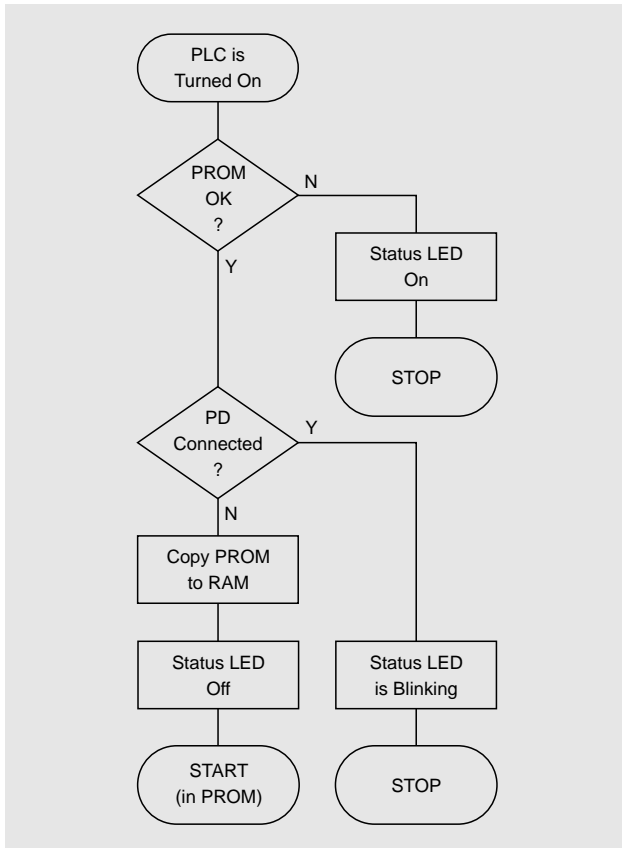 PLC is
Turned On
PROM
OK
?
N
Y
Status LED
On
STOP
PD
Connected
?
Y
N
Copy PROM
to RAM
Status LED
Off
Status LED
is Blinking
START
(in PROM)
STOP